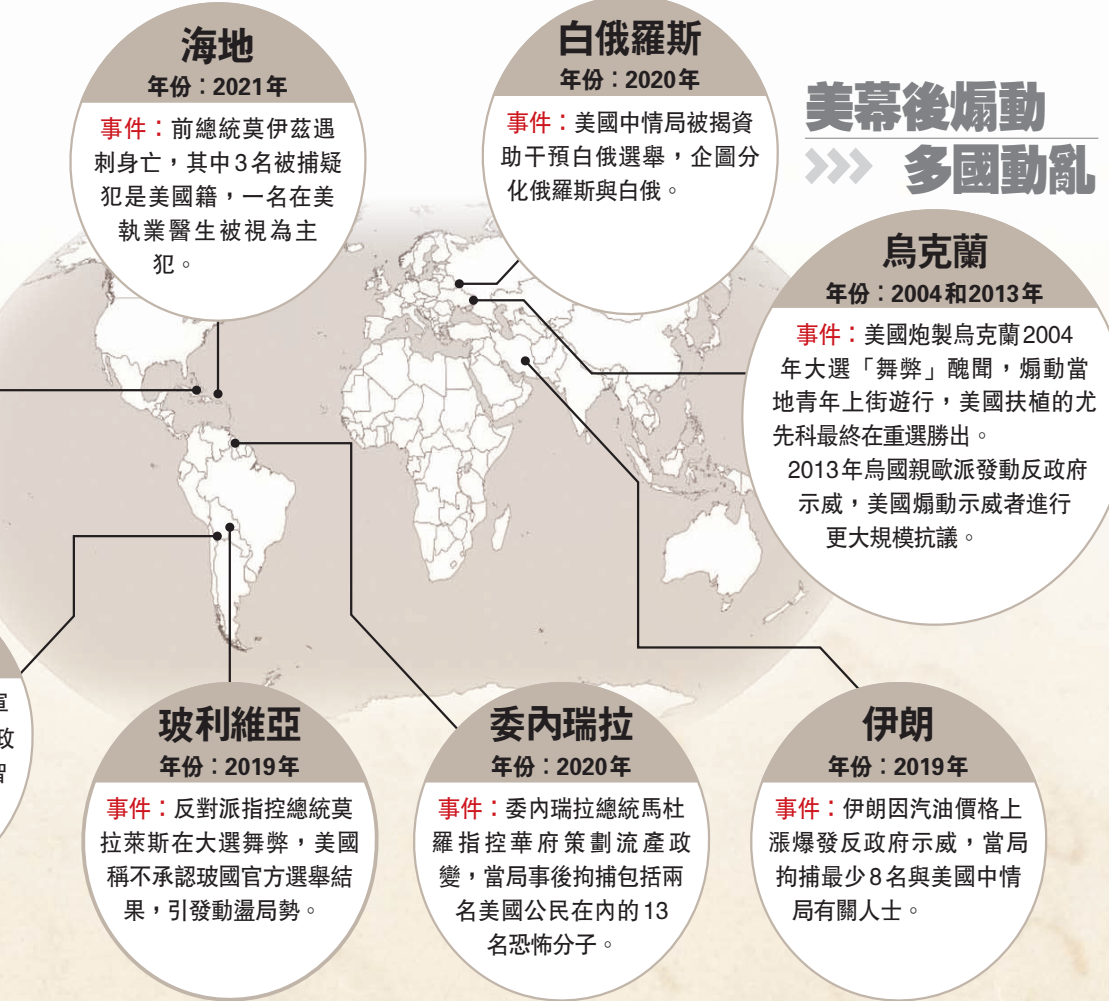 海地
年份：2021年
事件：前總統莫伊茲遇
刺身亡，其中3名被捕疑
犯是美國籍，一名在美
執業醫生被視為主
犯。
白俄羅斯
年份：2020年
事件：美國中情局被揭資
助干預白俄選舉，企圖分
化俄羅斯與白俄。
美幕後煽動
>>> 多國動亂
烏克蘭
年份：2004和2013年
事件：美國炮製烏克蘭2004
年大選「舞弊」醜聞，煽動當
地青年上街遊行，美國扶植的尤
先科最終在重選勝出。
2013年烏國親歐派發動反政府
示威，美國煽動示威者進行
更大規模抗議。
政
玻利維亞
年份：2019年
事件：反對派指控總統莫
拉萊斯在大選舞弊，美國
稱不承認玻國官方選舉結
果，引發動盪局勢。
委內瑞拉
年份：2020年
事件：委內瑞拉總統馬杜
羅指控華府策劃流產政
變，當局事後拘捕包括兩
名美國公民在內的13
名恐怖分子。
伊朗
年份：2019年
事件：伊朗因汽油價格上
漲爆發反政府示威，當局
拘捕最少8名與美國中情
局有關人士。